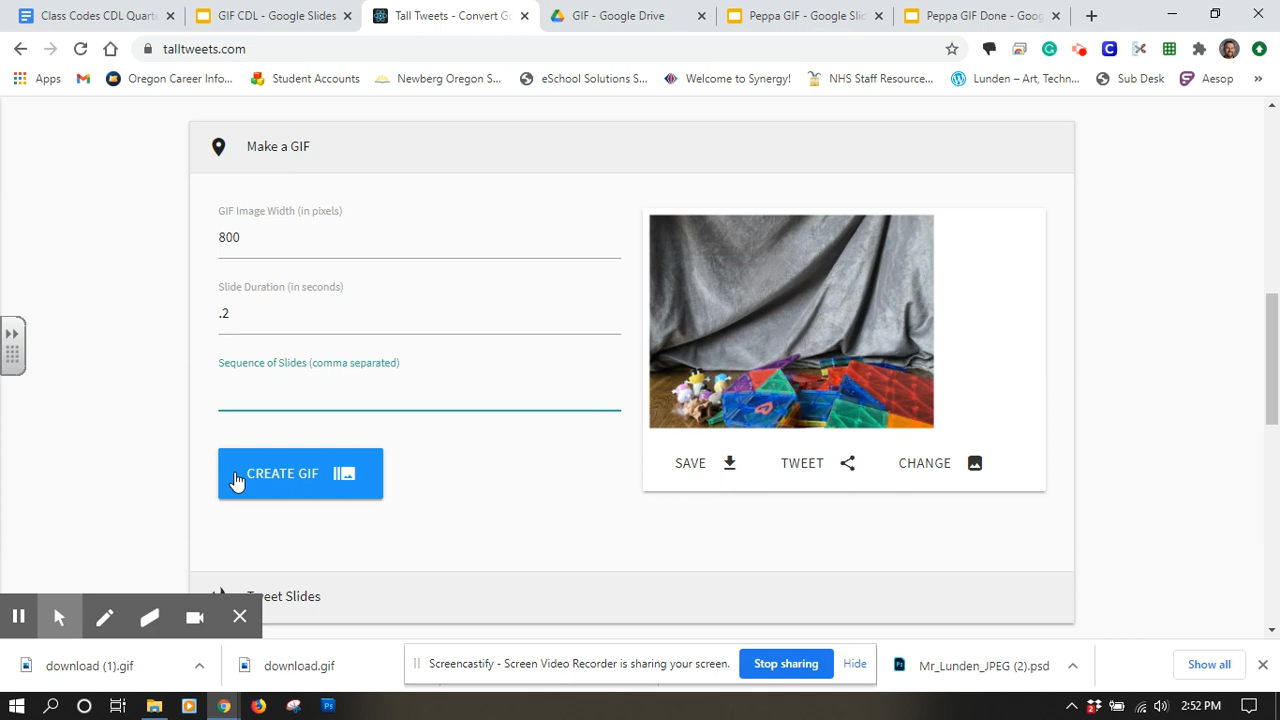 Class Codes CDL Quart
GIF CDL - Google Slides
Tall Tweets - Convert G
GIF - Google Drive
Peppa GIF - Google Slic
Peppa GIF Done - Goog
talltweets.com
Apps
Oregon Career Info...
Student Accounts
Newberg Oregon S...
eSchool Solutions S...
Welcome to Synergy!
NHS Staff Resource...
Lunden – Art, Techn...
Sub Desk
Aesop
»
Make a GIF
GIF Image Width (in pixels)
800
Slide Duration (in seconds)
.2
Sequence of Slides (comma separated)
CREATE GIF
SAVE
TWEET
CHANGE
Tweet Slides
download (1).gif
download.gif
Screencastify - Screen Video Recorder is sharing your screen.
Stop sharing
Hide
Mr_Lunden_JPEG (2).psd
Show all
2:52 PM